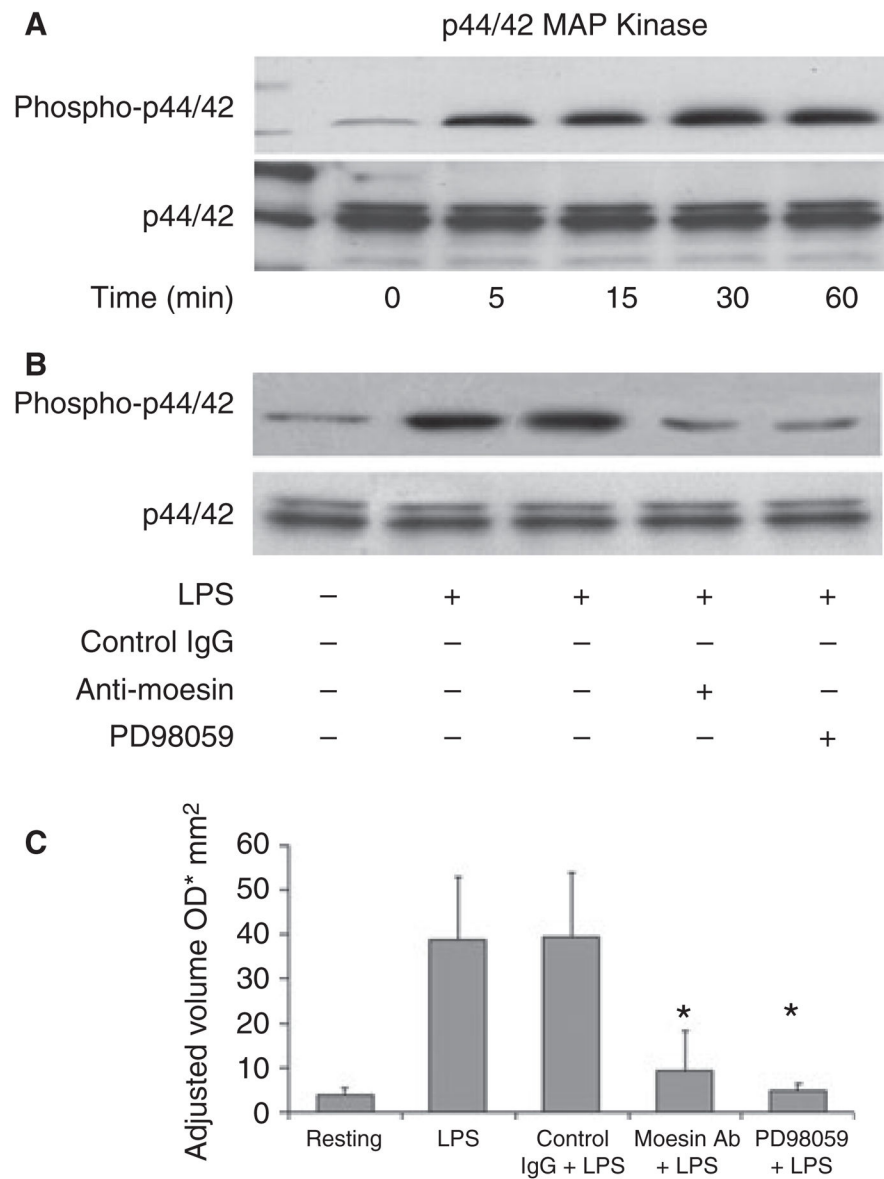 A
p44/42 MAP Kinase
Phospho-p44/42
p44/42
Time (min) 0 5 15 30 60
B
Phospho-p44/42
p44/42
LPS – + + + +
Control IgG – – – – –
Anti-moesin – – – + –
PD98059 – – – – +
C
Adjusted volume OD* mm²
60
50
40
30
20
10
0
* *
Resting LPS Control Moesin Ab PD98059
IgG + LPS + LPS + LPS